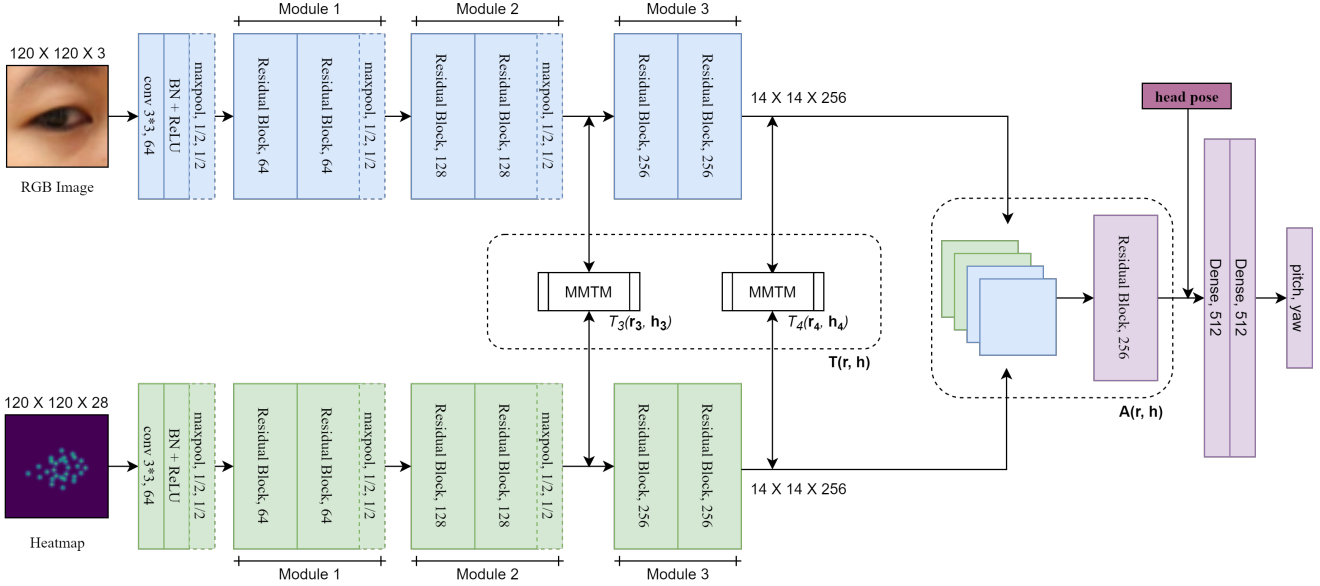 Module 1
Module 2
Module 3
120 X 120 X 3
conv 3*3, 64
BN + ReLU
maxpool, 1/2, 1/2
Residual Block, 64
Residual Block, 64
maxpool, 1/2, 1/2
Residual Block, 128
Residual Block, 128
maxpool, 1/2, 1/2
Residual Block, 256
Residual Block, 256
14 X 14 X 256
head pose
RGB Image
MMTM
T3(r3, h3)
MMTM
T4(r4, h4)
T(r, h)
Residual Block, 256
A(r, h)
Dense, 512
Dense, 512
pitch, yaw
120 X 120 X 28
conv 3*3, 64
BN + ReLU
maxpool, 1/2, 1/2
Residual Block, 64
Residual Block, 64
maxpool, 1/2, 1/2
Residual Block, 128
Residual Block, 128
maxpool, 1/2, 1/2
Residual Block, 256
Residual Block, 256
14 X 14 X 256
Heatmap
Module 1
Module 2
Module 3